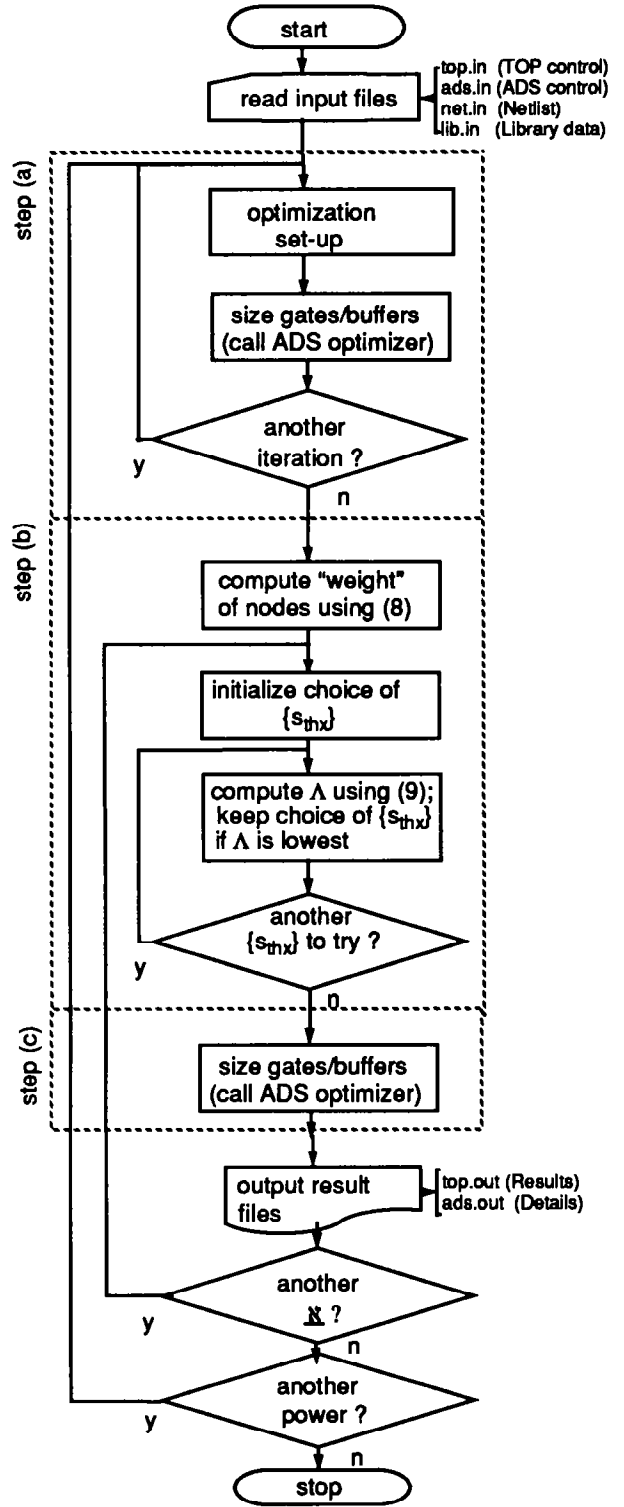 start
read input files
top.in (TOP control)
ads.in (ADS control)
net.in (Netlist)
lib.in (Library data)
step (a)
optimization
set-up
size gates/buffers
(call ADS optimizer)
another
iteration ?
y
n
step (b)
compute "weight"
of nodes using (8)
initialize choice of
{s_thx}
compute Λ using (9);
keep choice of {s_thx}
if Λ is lowest
another
{s_thx} to try ?
y
n
step (c)
size gates/buffers
(call ADS optimizer)
output result
files
top.out (Results)
ads.out (Details)
another
ℵ ?
y
n
another
power ?
y
n
stop